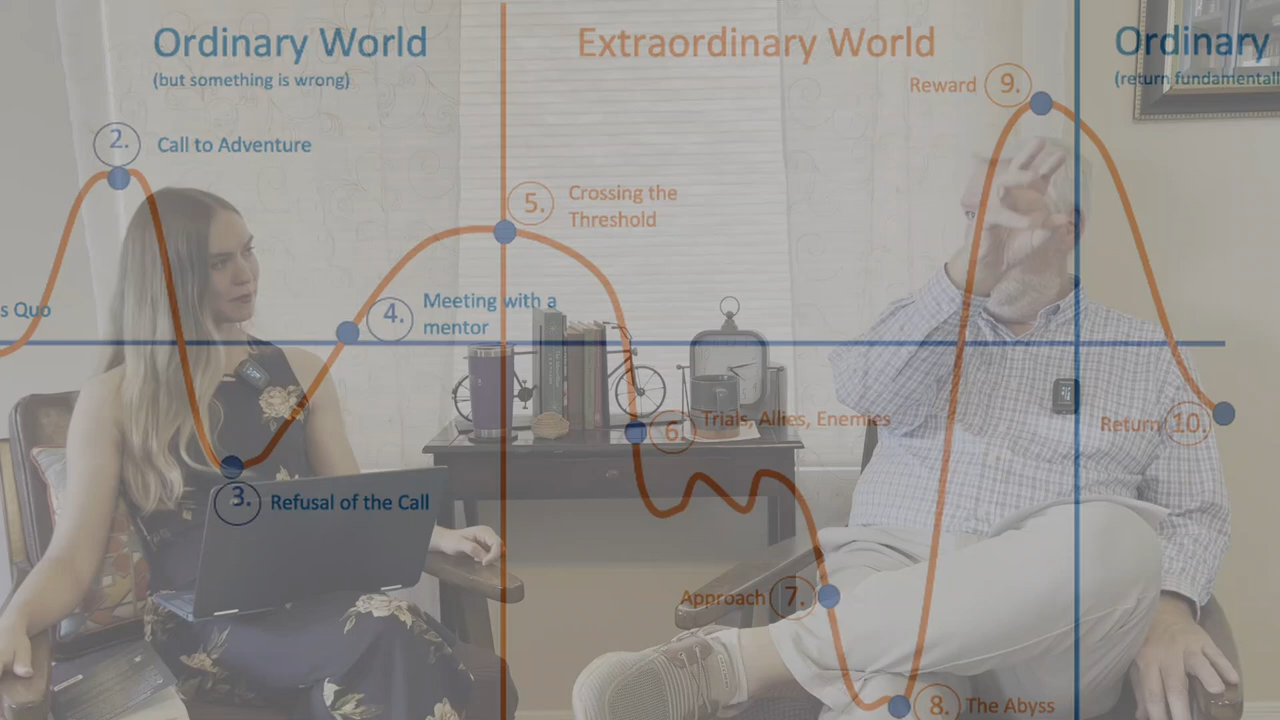 Ordinary World
(but something is wrong)
Extraordinary World
Ordinary
(return fundamentall
Reward 9.
2. Call to Adventure
5. Crossing the
Threshold
s Quo
4. Meeting with a
mentor
6. Trials, Allies, Enemies
Return 10.
3. Refusal of the Call
Approach 7.
8. The Abyss